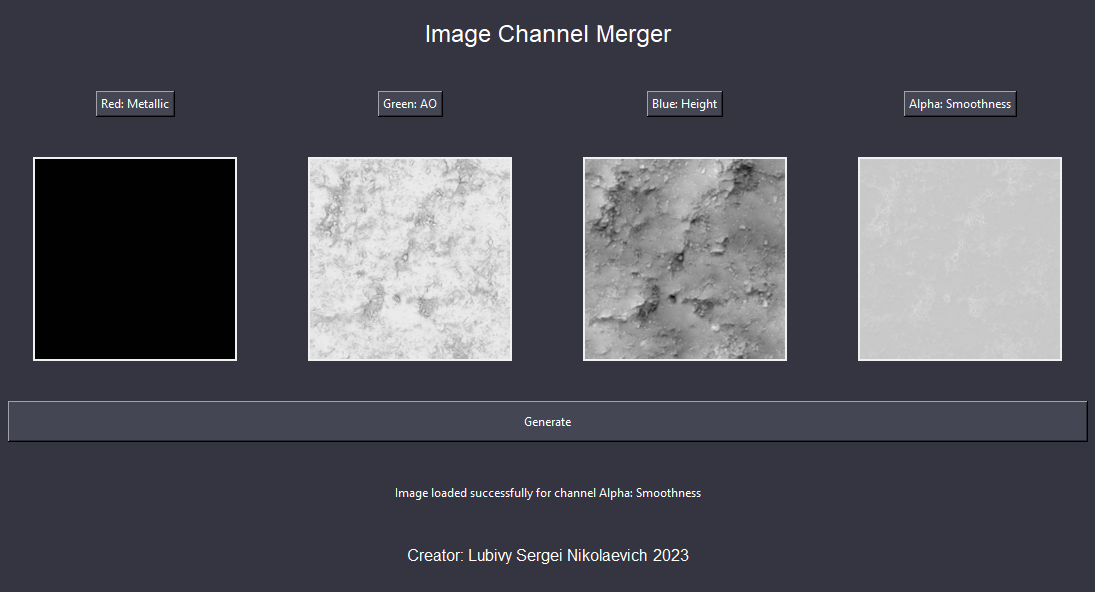 Image Channel Merger
Red: Metallic
Green: AO
Blue: Height
Alpha: Smoothness
Generate
Image loaded successfully for channel Alpha: Smoothness
Creator: Lubivy Sergei Nikolaevich 2023